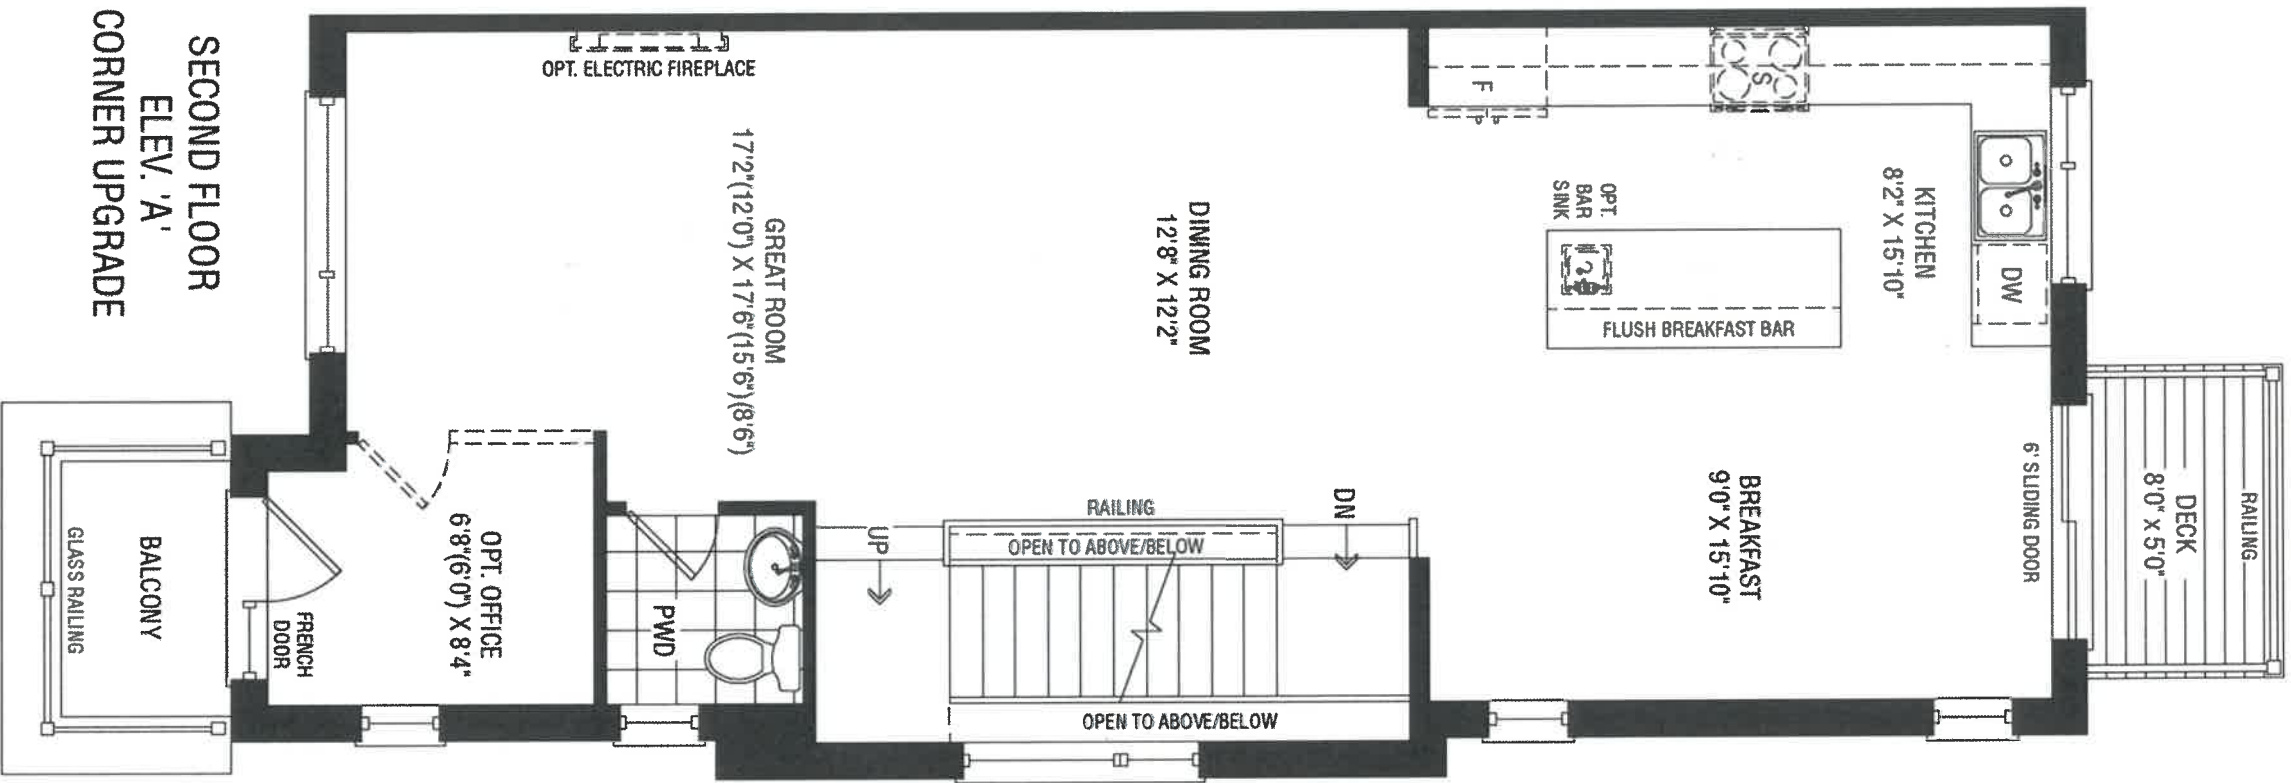 SECOND FLOOR
ELEV. 'A'
CORNER UPGRADE
OPT. ELECTRIC FIREPLACE
GREAT ROOM
17'2"(12'0") X 17'6"(15'6")(8'6")
DINING ROOM
12'8" X 12'2"
F
S
KITCHEN
8'2" X 15'10"
DW
OPT.
BAR
SINK
FLUSH BREAKFAST BAR
BREAKFAST
9'0" X 15'10"
6' SLIDING DOOR
RAILING
DECK
8'0" X 5'0"
DN
RAILING
OPEN TO ABOVE/BELOW
UP
OPEN TO ABOVE/BELOW
PWD
OPT. OFFICE
6'8"(6'0") X 8'4"
FRENCH
DOOR
BALCONY
GLASS RAILING